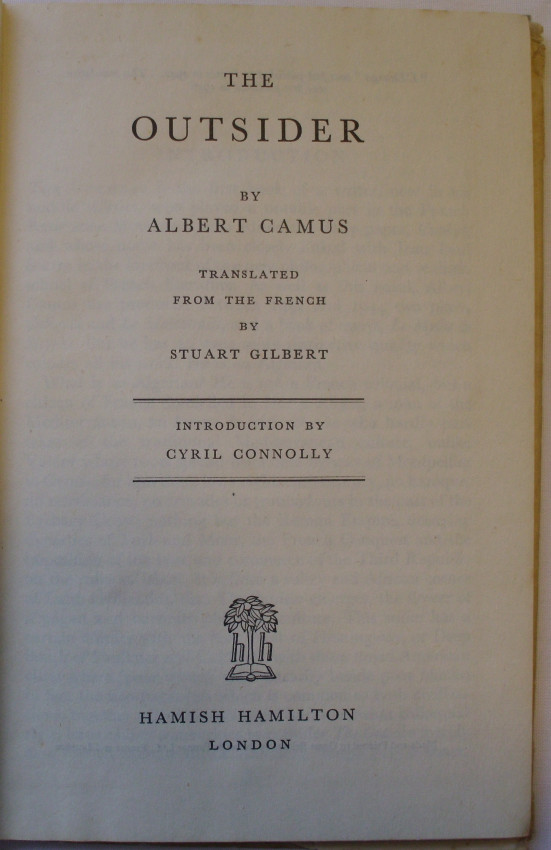 THE
OUTSIDER
BY
ALBERT CAMUS
TRANSLATED
FROM THE FRENCH
BY
STUART GILBERT
INTRODUCTION BY
CYRIL CONNOLLY
h h
HAMISH HAMILTON
LONDON